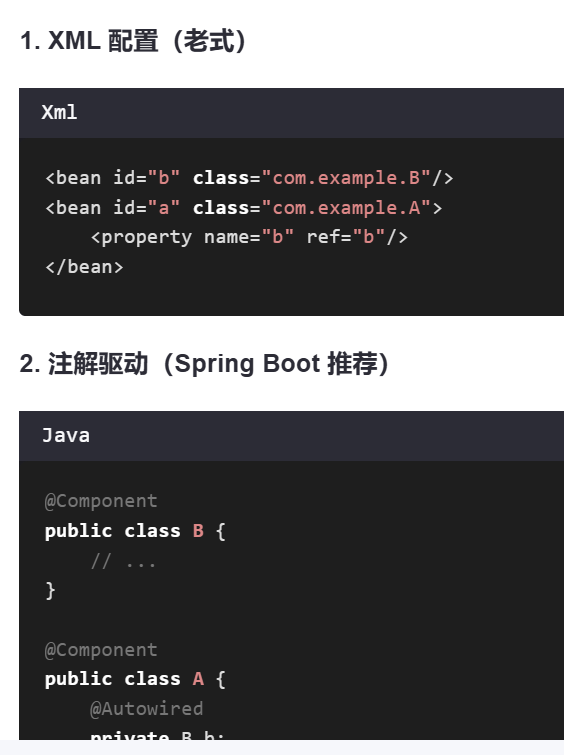 1. XML 配置（老式）
Xml
<bean id="b" class="com.example.B"/>
<bean id="a" class="com.example.A">
    <property name="b" ref="b"/>
</bean>
2. 注解驱动（Spring Boot 推荐）
Java
@Component
public class B {
    // ...
}
@Component
public class A {
    @Autowired
    private B b;